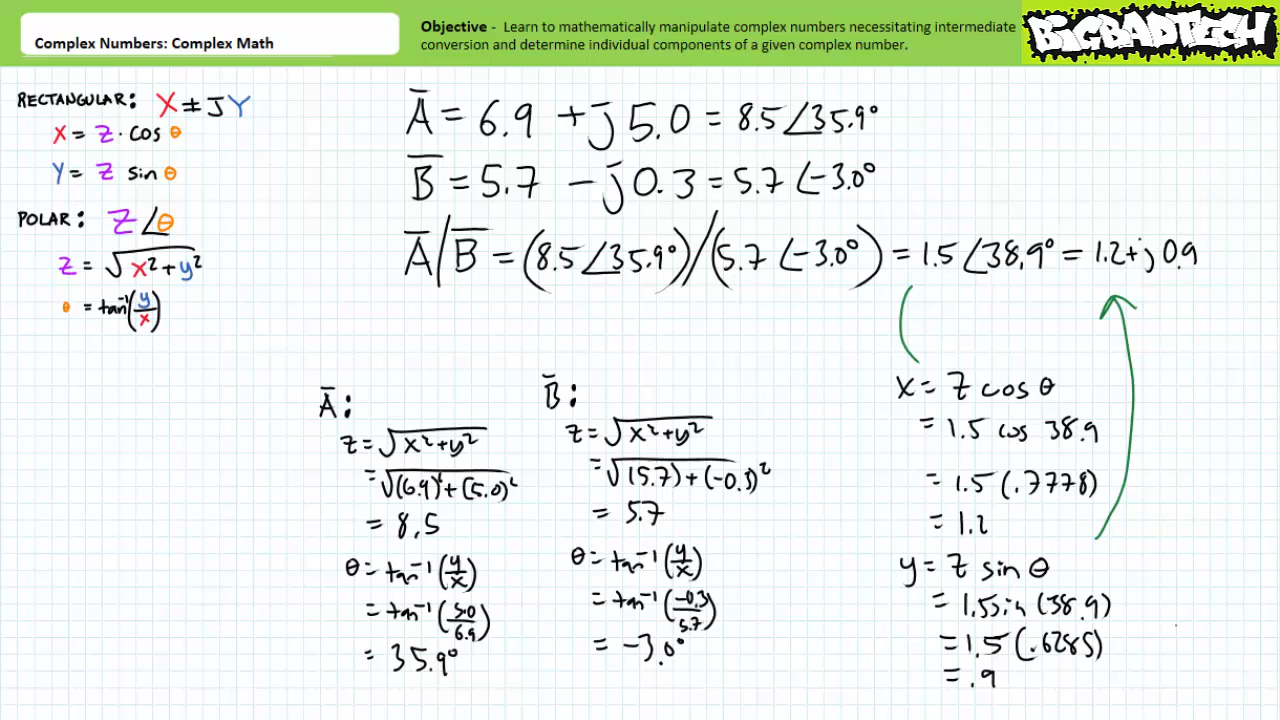 Complex Numbers: Complex Math
Objective - Learn to mathematically manipulate complex numbers necessitating intermediate
conversion and determine individual components of a given complex number.
BIGBADTECH
RECTANGULAR: X ± JY
X = Z · cos θ
Y = Z sin θ
POLAR: Z∠θ
Z = √x²+y²
θ = tan⁻¹(y/x)
A̅ = 6.9 + j5.0 = 8.5∠35.9°
B̅ = 5.7 - j0.3 = 5.7∠-3.0°
A̅/B̅ = (8.5∠35.9°)/(5.7∠-3.0°) = 1.5∠38.9° = 1.2+j0.9
A̅:
z = √x²+y²
= √(6.9)²+(5.0)²
= 8.5
θ = tan⁻¹(y/x)
= tan⁻¹(5.0/6.9)
= 35.9°
B̅:
z = √x²+y²
= √(5.7)+(-0.3)²
= 5.7
θ = tan⁻¹(y/x)
= tan⁻¹(-0.3/5.7)
= -3.0°
x = Z cos θ
= 1.5 cos 38.9
= 1.5(.7778)
= 1.2
y = Z sin θ
= 1.5sin(38.9)
= 1.5(.6285)
= .9